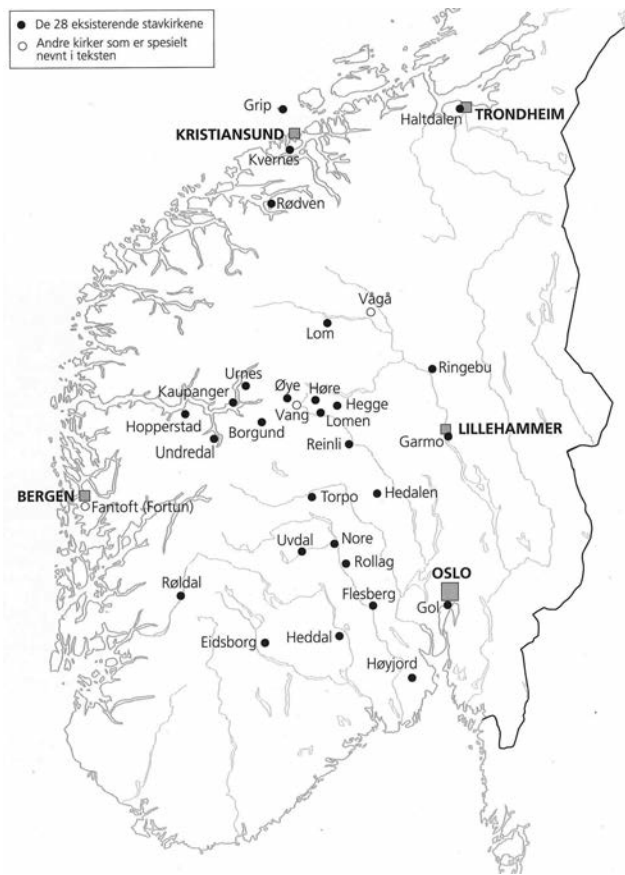 De 28 eksisterende stavkirkene
Andre kirker som er spesielt
nevnt i teksten
Grip
Haltdalen
TRONDHEIM
KRISTIANSUND
Kvernes
Rødven
Vågå
Lom
Ringebu
Urnes
Kaupanger
Øye
Høre
Hegge
Vang
Lomen
Hopperstad
Borgund
LILLEHAMMER
Garmo
Undredal
Reinli
BERGEN
Fantoft (Fortun)
Torpo
Hedalen
Uvdal
Nore
Rollag
OSLO
Røldal
Flesberg
Gol
Eidsborg
Heddal
Høyjord